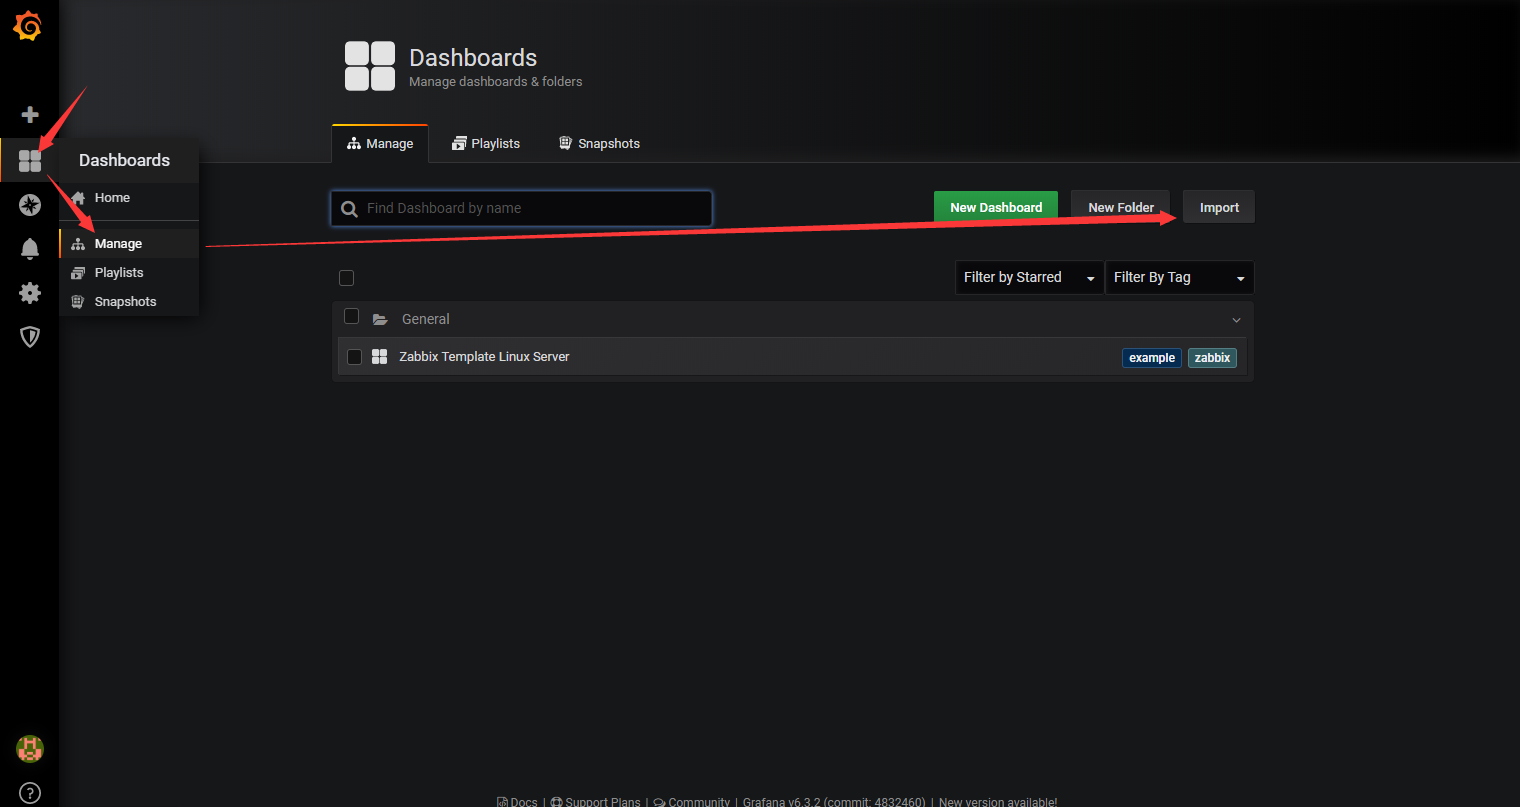 Dashboards
Manage dashboards & folders
Manage
Playlists
Snapshots
Dashboards
Home
Manage
Playlists
Snapshots
Find Dashboard by name
New Dashboard
New Folder
Import
Filter by Starred
Filter By Tag
General
Zabbix Template Linux Server
example
zabbix
Docs | Support Plans | Community | Grafana v6.3.2 (commit: 4832460) | New version available!